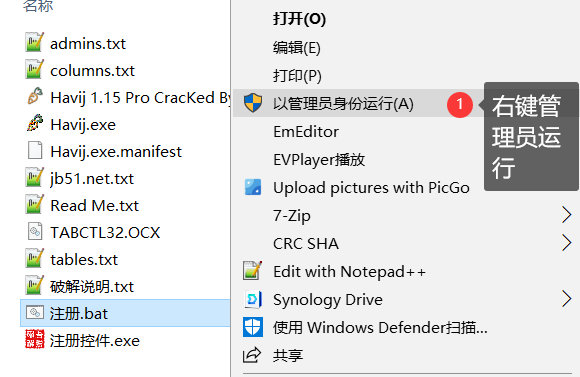 名称
admins.txt
columns.txt
Havij 1.15 Pro CracKed By
Havij.exe
Havij.exe.manifest
jb51.net.txt
Read Me.txt
TABCTL32.OCX
tables.txt
破解说明.txt
注册.bat
注册控件.exe
打开(O)
编辑(E)
打印(P)
以管理员身份运行(A)
1
右键管
理员运
行
EmEditor
EVPlayer播放
Upload pictures with PicGo
7-Zip
CRC SHA
Edit with Notepad++
Synology Drive
使用 Windows Defender扫描...
共享